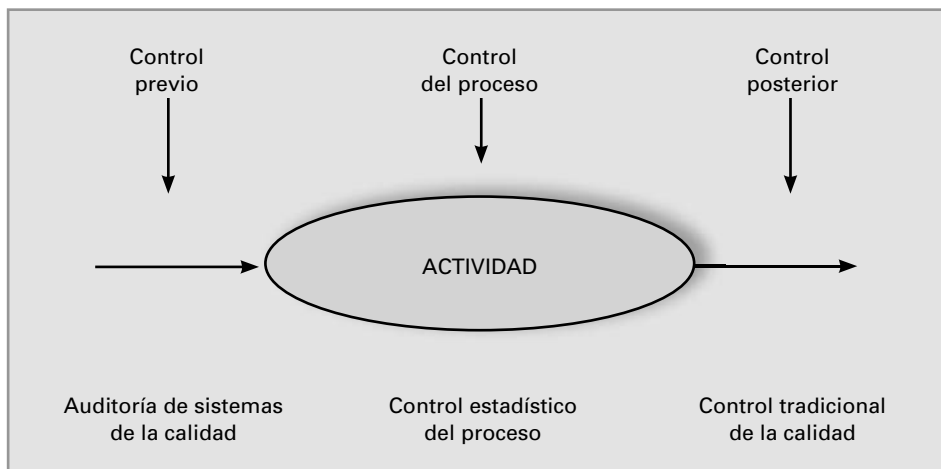 Control
previo
Control
del proceso
Control
posterior
ACTIVIDAD
Auditoría de sistemas
de la calidad
Control estadístico
del proceso
Control tradicional
de la calidad